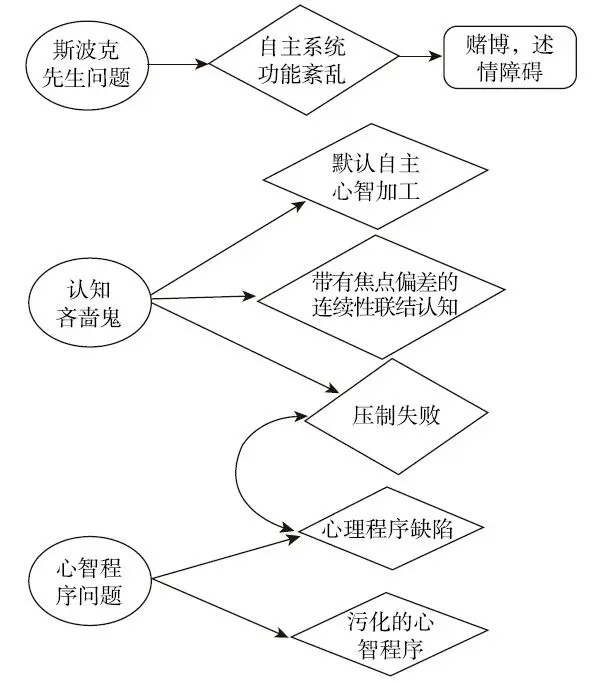 斯波克
先生问题
自主系统
功能紊乱
赌博，述
情障碍
默认自主
心智加工
认知
吝啬鬼
带有焦点偏差的
连续性联结认知
压制失败
心理程序缺陷
心智程
序问题
污化的心
智程序